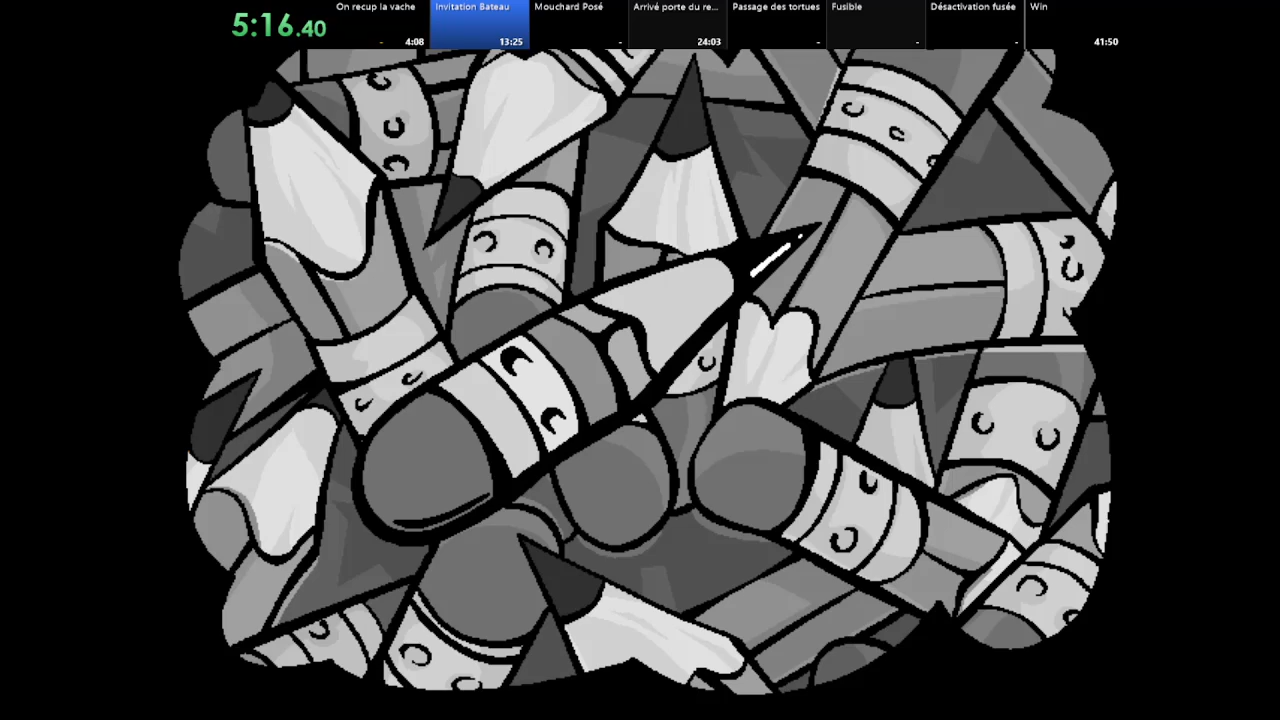 5:16.40
On recup la vache
-
4:08
Invitation Bateau
13:25
Mouchard Posé
-
Arrivé porte du re...
24:03
Passage des tortues
-
Fusible
-
Désactivation fusée
-
Win
41:50